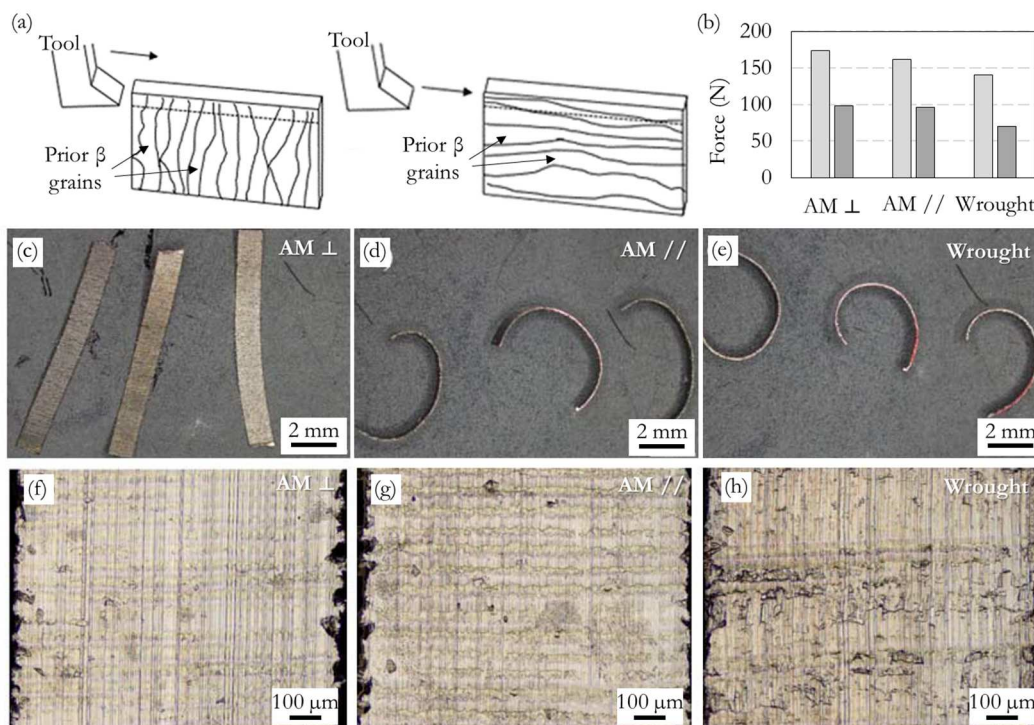 (a)
Tool
Prior β
grains
Tool
Prior β
grains
(b)
Force (N)
200
150
100
50
0
AM ⊥
AM //
Wrought
(c)
AM ⊥
2 mm
(d)
AM //
2 mm
(e)
Wrought
2 mm
(f)
AM ⊥
100 µm
(g)
AM //
100 µm
(h)
Wrought
100 µm